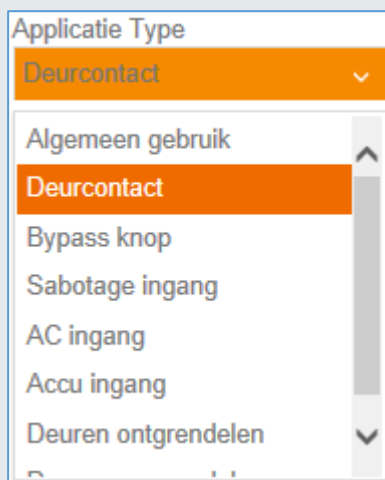 Applicatie Type
Deurcontact
Algemeen gebruik
Deurcontact
Bypass knop
Sabotage ingang
AC ingang
Accu ingang
Deuren ontgrendelen